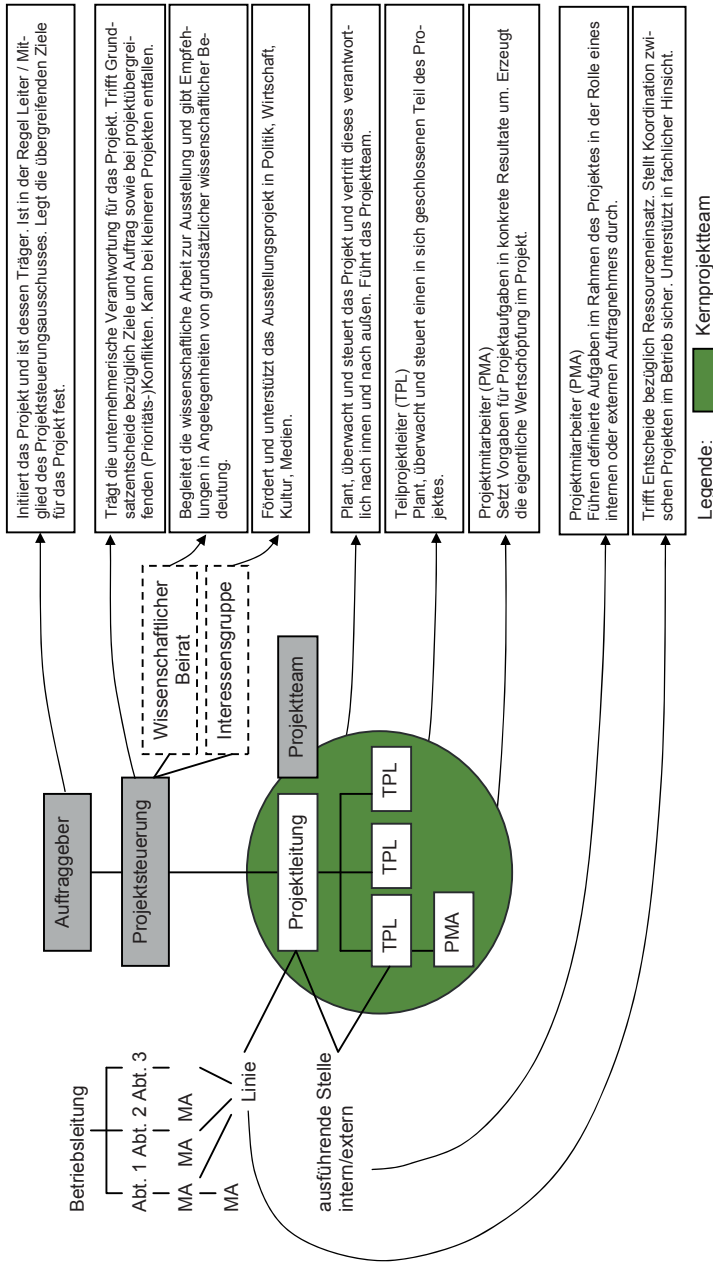 Betriebsleitung
Abt. 1 Abt. 2 Abt. 3
MA MA MA
MA
Linie
ausführende Stelle
intern/extern
Auftraggeber
Projektsteuerung
Wissenschaftlicher
Beirat
Interessensgruppe
Projektteam
Projektleitung
TPL TPL TPL
PMA
Initiiert das Projekt und ist dessen Träger. Ist in der Regel Leiter / Mit-
glied des Projektsteuerungsausschusses. Legt die übergreifenden Ziele
für das Projekt fest.
Trägt die unternehmerische Verantwortung für das Projekt. Trifft Grund-
satzentscheide bezüglich Ziele und Auftrag sowie bei projektübergrei-
fenden (Prioritäts-)Konflikten. Kann bei kleineren Projekten entfallen.
Begleitet die wissenschaftliche Arbeit zur Ausstellung und gibt Empfeh-
lungen in Angelegenheiten von grundsätzlicher wissenschaftlicher Be-
deutung.
Fördert und unterstützt das Ausstellungsprojekt in Politik, Wirtschaft,
Kultur, Medien.
Plant, überwacht und steuert das Projekt und vertritt dieses verantwort-
lich nach innen und nach außen. Führt das Projektteam.
Teilprojektleiter (TPL)
Plant, überwacht und steuert einen in sich geschlossenen Teil des Pro-
jektes.
Projektmitarbeiter (PMA)
Setzt Vorgaben für Projektaufgaben in konkrete Resultate um. Erzeugt
die eigentliche Wertschöpfung im Projekt.
Projektmitarbeiter (PMA)
Führen definierte Aufgaben im Rahmen des Projektes in der Rolle eines
internen oder externen Auftragnehmers durch.
Trifft Entscheide bezüglich Ressourceneinsatz. Stellt Koordination zwi-
schen Projekten im Betrieb sicher. Unterstützt in fachlicher Hinsicht.
Legende: Kernprojektteam